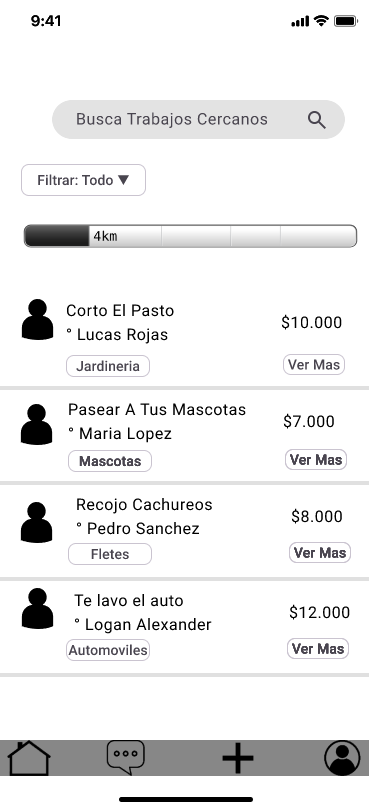 9:41
Busca Trabajos Cercanos
Filtrar: Todo ▼
4km
Corto El Pasto
° Lucas Rojas
$10.000
Jardineria
Ver Mas
Pasear A Tus Mascotas
° Maria Lopez
$7.000
Mascotas
Ver Mas
Recojo Cachureos
° Pedro Sanchez
$8.000
Fletes
Ver Mas
Te lavo el auto
° Logan Alexander
$12.000
Automoviles
Ver Mas